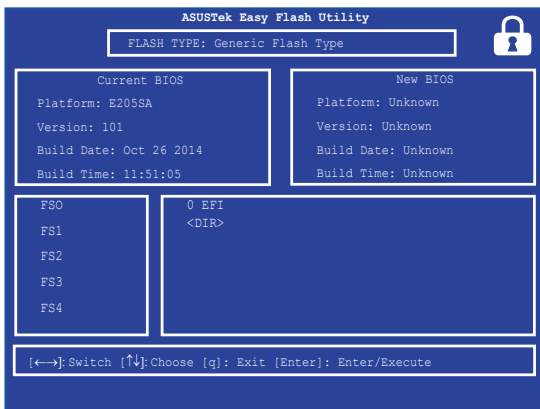 ASUSTek Easy Flash Utility
FLASH TYPE: Generic Flash Type
Current BIOS
Platform: E205SA
Version: 101
Build Date: Oct 26 2014
Build Time: 11:51:05
New BIOS
Platform: Unknown
Version: Unknown
Build Date: Unknown
Build Time: Unknown
FSO
FS1
FS2
FS3
FS4
0 EFI
<DIR>
[←→]: Switch [↑↓]: Choose [q]: Exit [Enter]: Enter/Execute